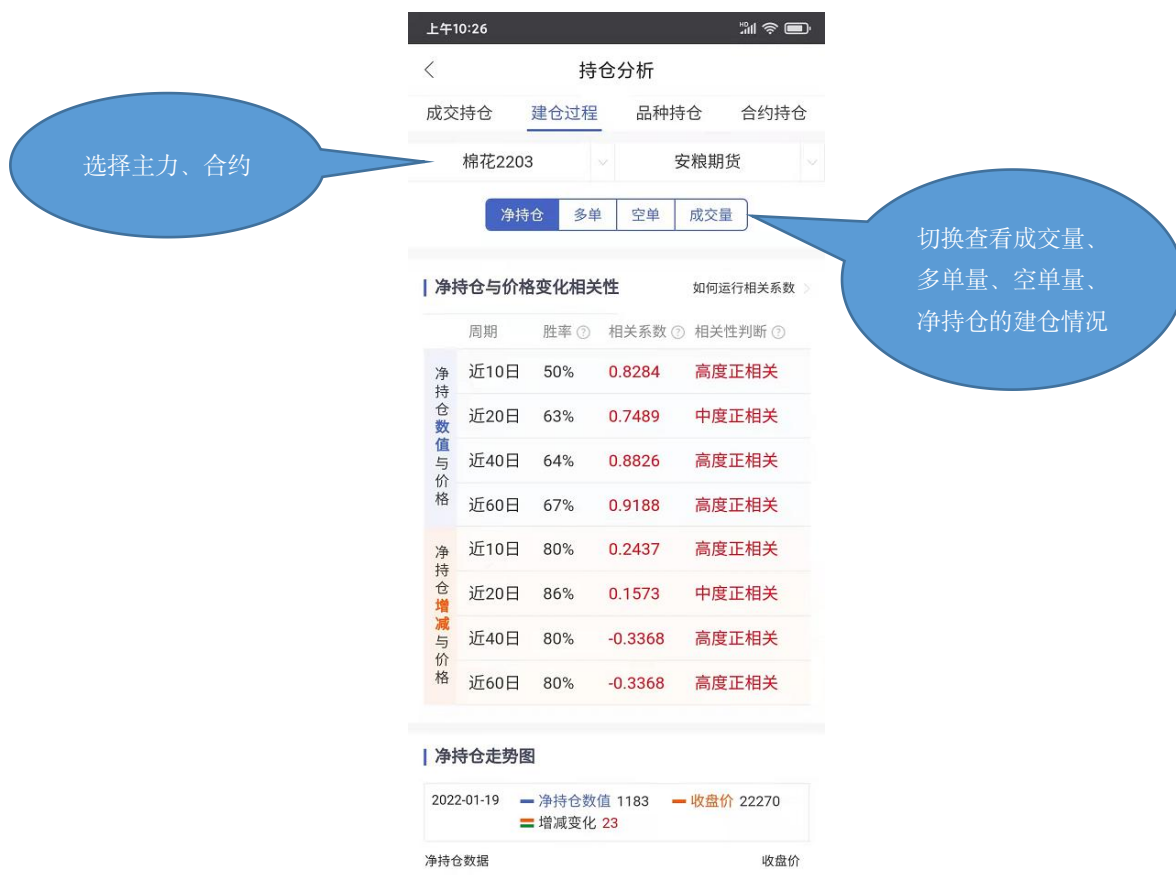 上午10:26
持仓分析
成交持仓 建仓过程 品种持仓 合约持仓
选择主力、合约
棉花2203 安粮期货
净持仓 多单 空单 成交量
切换查看成交量、
多单量、空单量、
净持仓的建仓情况
净持仓与价格变化相关性 如何运行相关系数
周期 胜率 相关系数 相关性判断
净持仓数值与价格
近10日 50% 0.8284 高度正相关
近20日 63% 0.7489 中度正相关
近40日 64% 0.8826 高度正相关
近60日 67% 0.9188 高度正相关
净持仓增减与价格
近10日 80% 0.2437 高度正相关
近20日 86% 0.1573 中度正相关
近40日 80% -0.3368 高度正相关
近60日 80% -0.3368 高度正相关
净持仓走势图
2022-01-19 净持仓数值 1183 收盘价 22270
增减变化 23
净持仓数据 收盘价